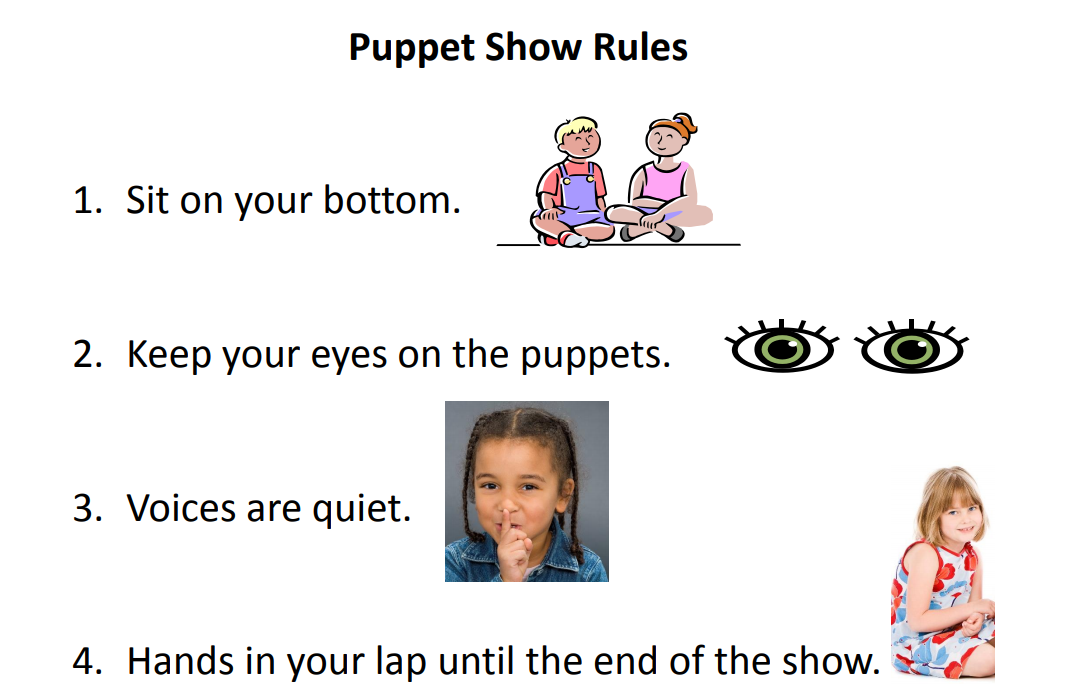 Puppet Show Rules
1. Sit on your bottom.
2. Keep your eyes on the puppets.
3. Voices are quiet.
4. Hands in your lap until the end of the show.